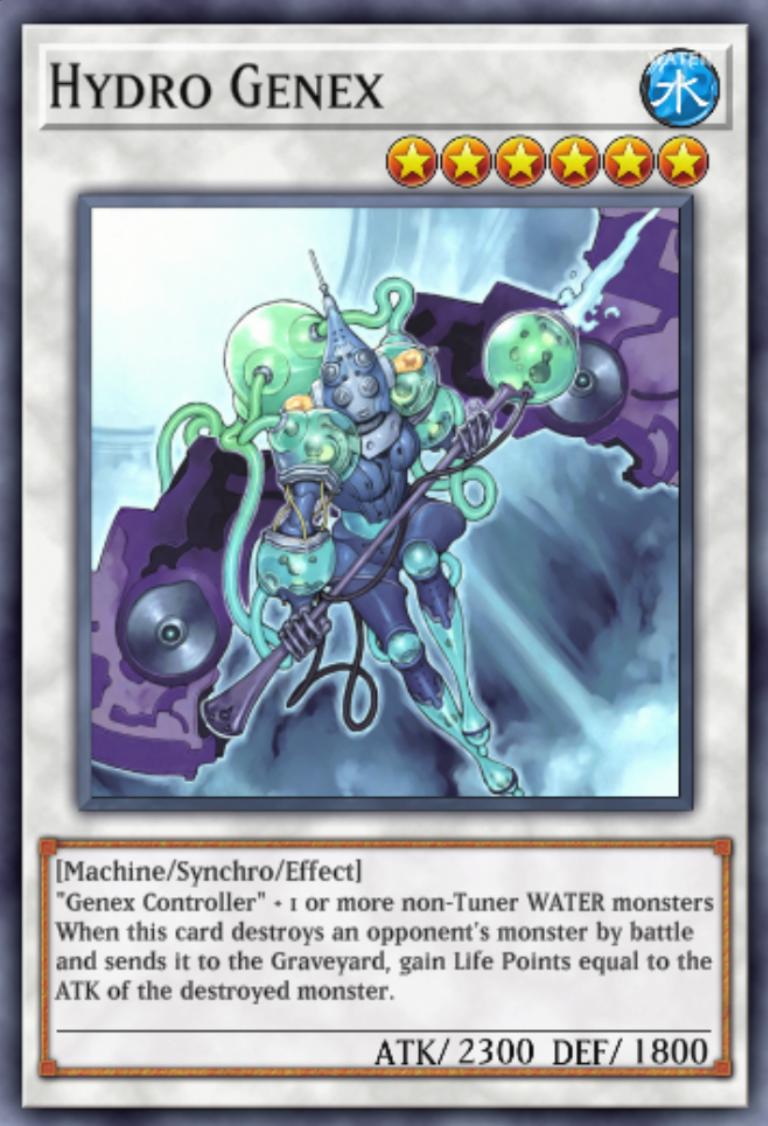 HYDRO GENEX
WATER
水
[Machine/Synchro/Effect]
"Genex Controller" + 1 or more non-Tuner WATER monsters
When this card destroys an opponent's monster by battle
and sends it to the Graveyard, gain Life Points equal to the
ATK of the destroyed monster.
ATK/ 2300 DEF/ 1800